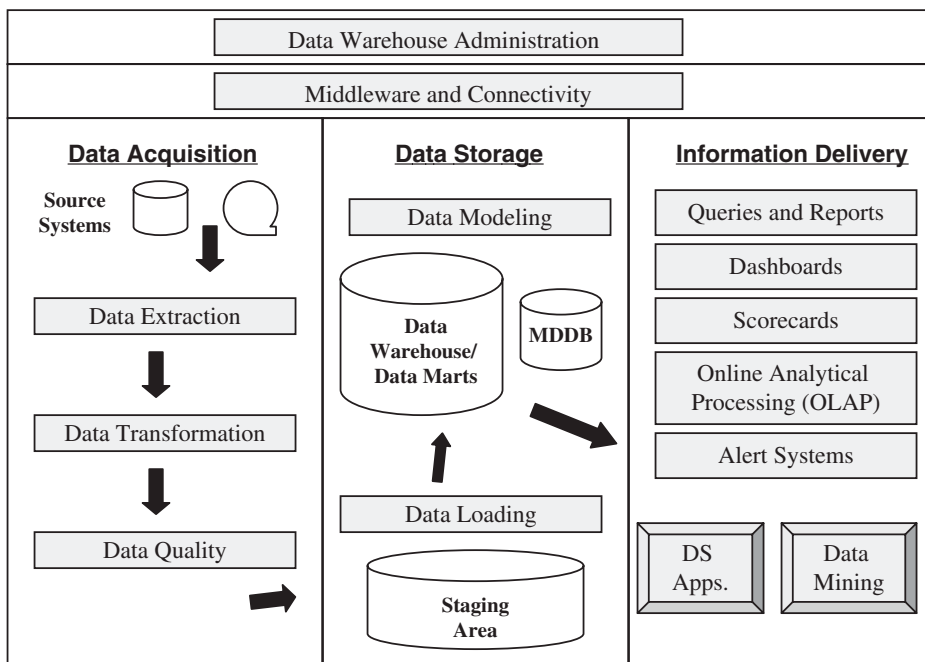 Data Warehouse Administration
Middleware and Connectivity
Data Acquisition
Source
Systems
Data Extraction
Data Transformation
Data Quality
Data Storage
Data Modeling
Data
Warehouse/
Data Marts
MDDB
Data Loading
Staging
Area
Information Delivery
Queries and Reports
Dashboards
Scorecards
Online Analytical
Processing (OLAP)
Alert Systems
DS
Apps.
Data
Mining